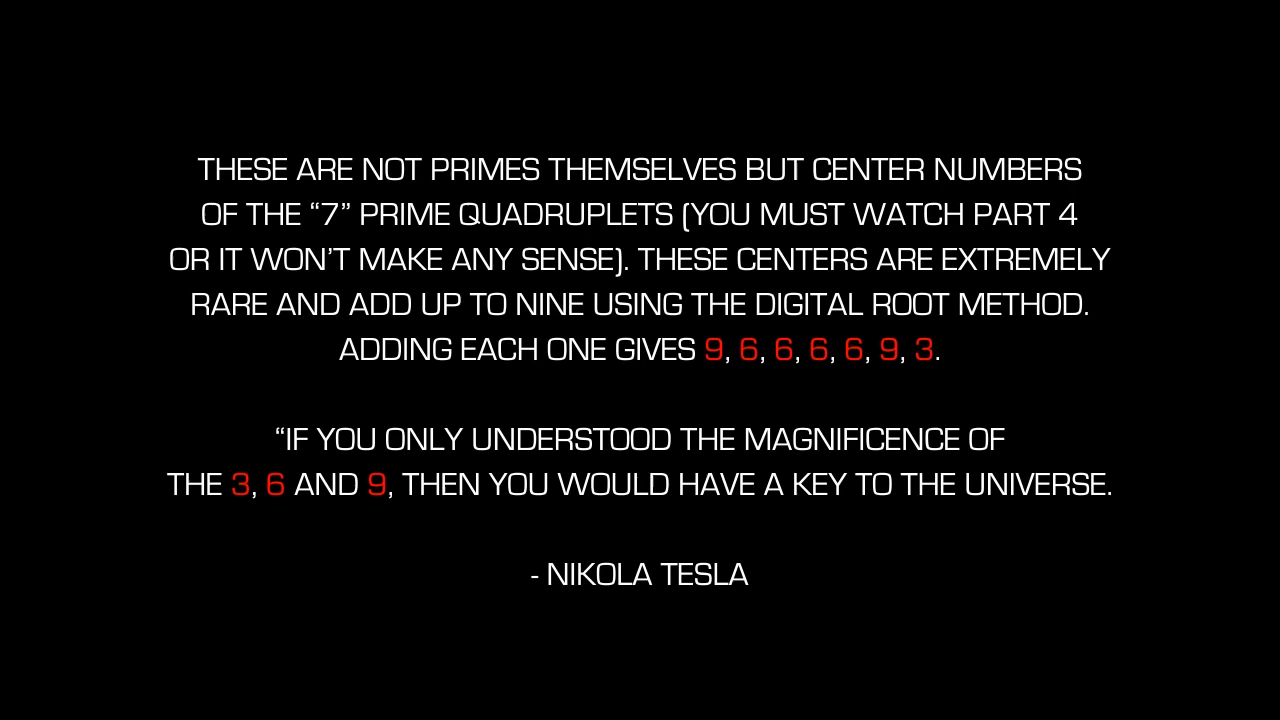 THESE ARE NOT PRIMES THEMSELVES BUT CENTER NUMBERS
OF THE “7” PRIME QUADRUPLETS (YOU MUST WATCH PART 4
OR IT WON’T MAKE ANY SENSE). THESE CENTERS ARE EXTREMELY
RARE AND ADD UP TO NINE USING THE DIGITAL ROOT METHOD.
ADDING EACH ONE GIVES 9, 6, 6, 6, 6, 9, 3.
“IF YOU ONLY UNDERSTOOD THE MAGNIFICENCE OF
THE 3, 6 AND 9, THEN YOU WOULD HAVE A KEY TO THE UNIVERSE.
- NIKOLA TESLA